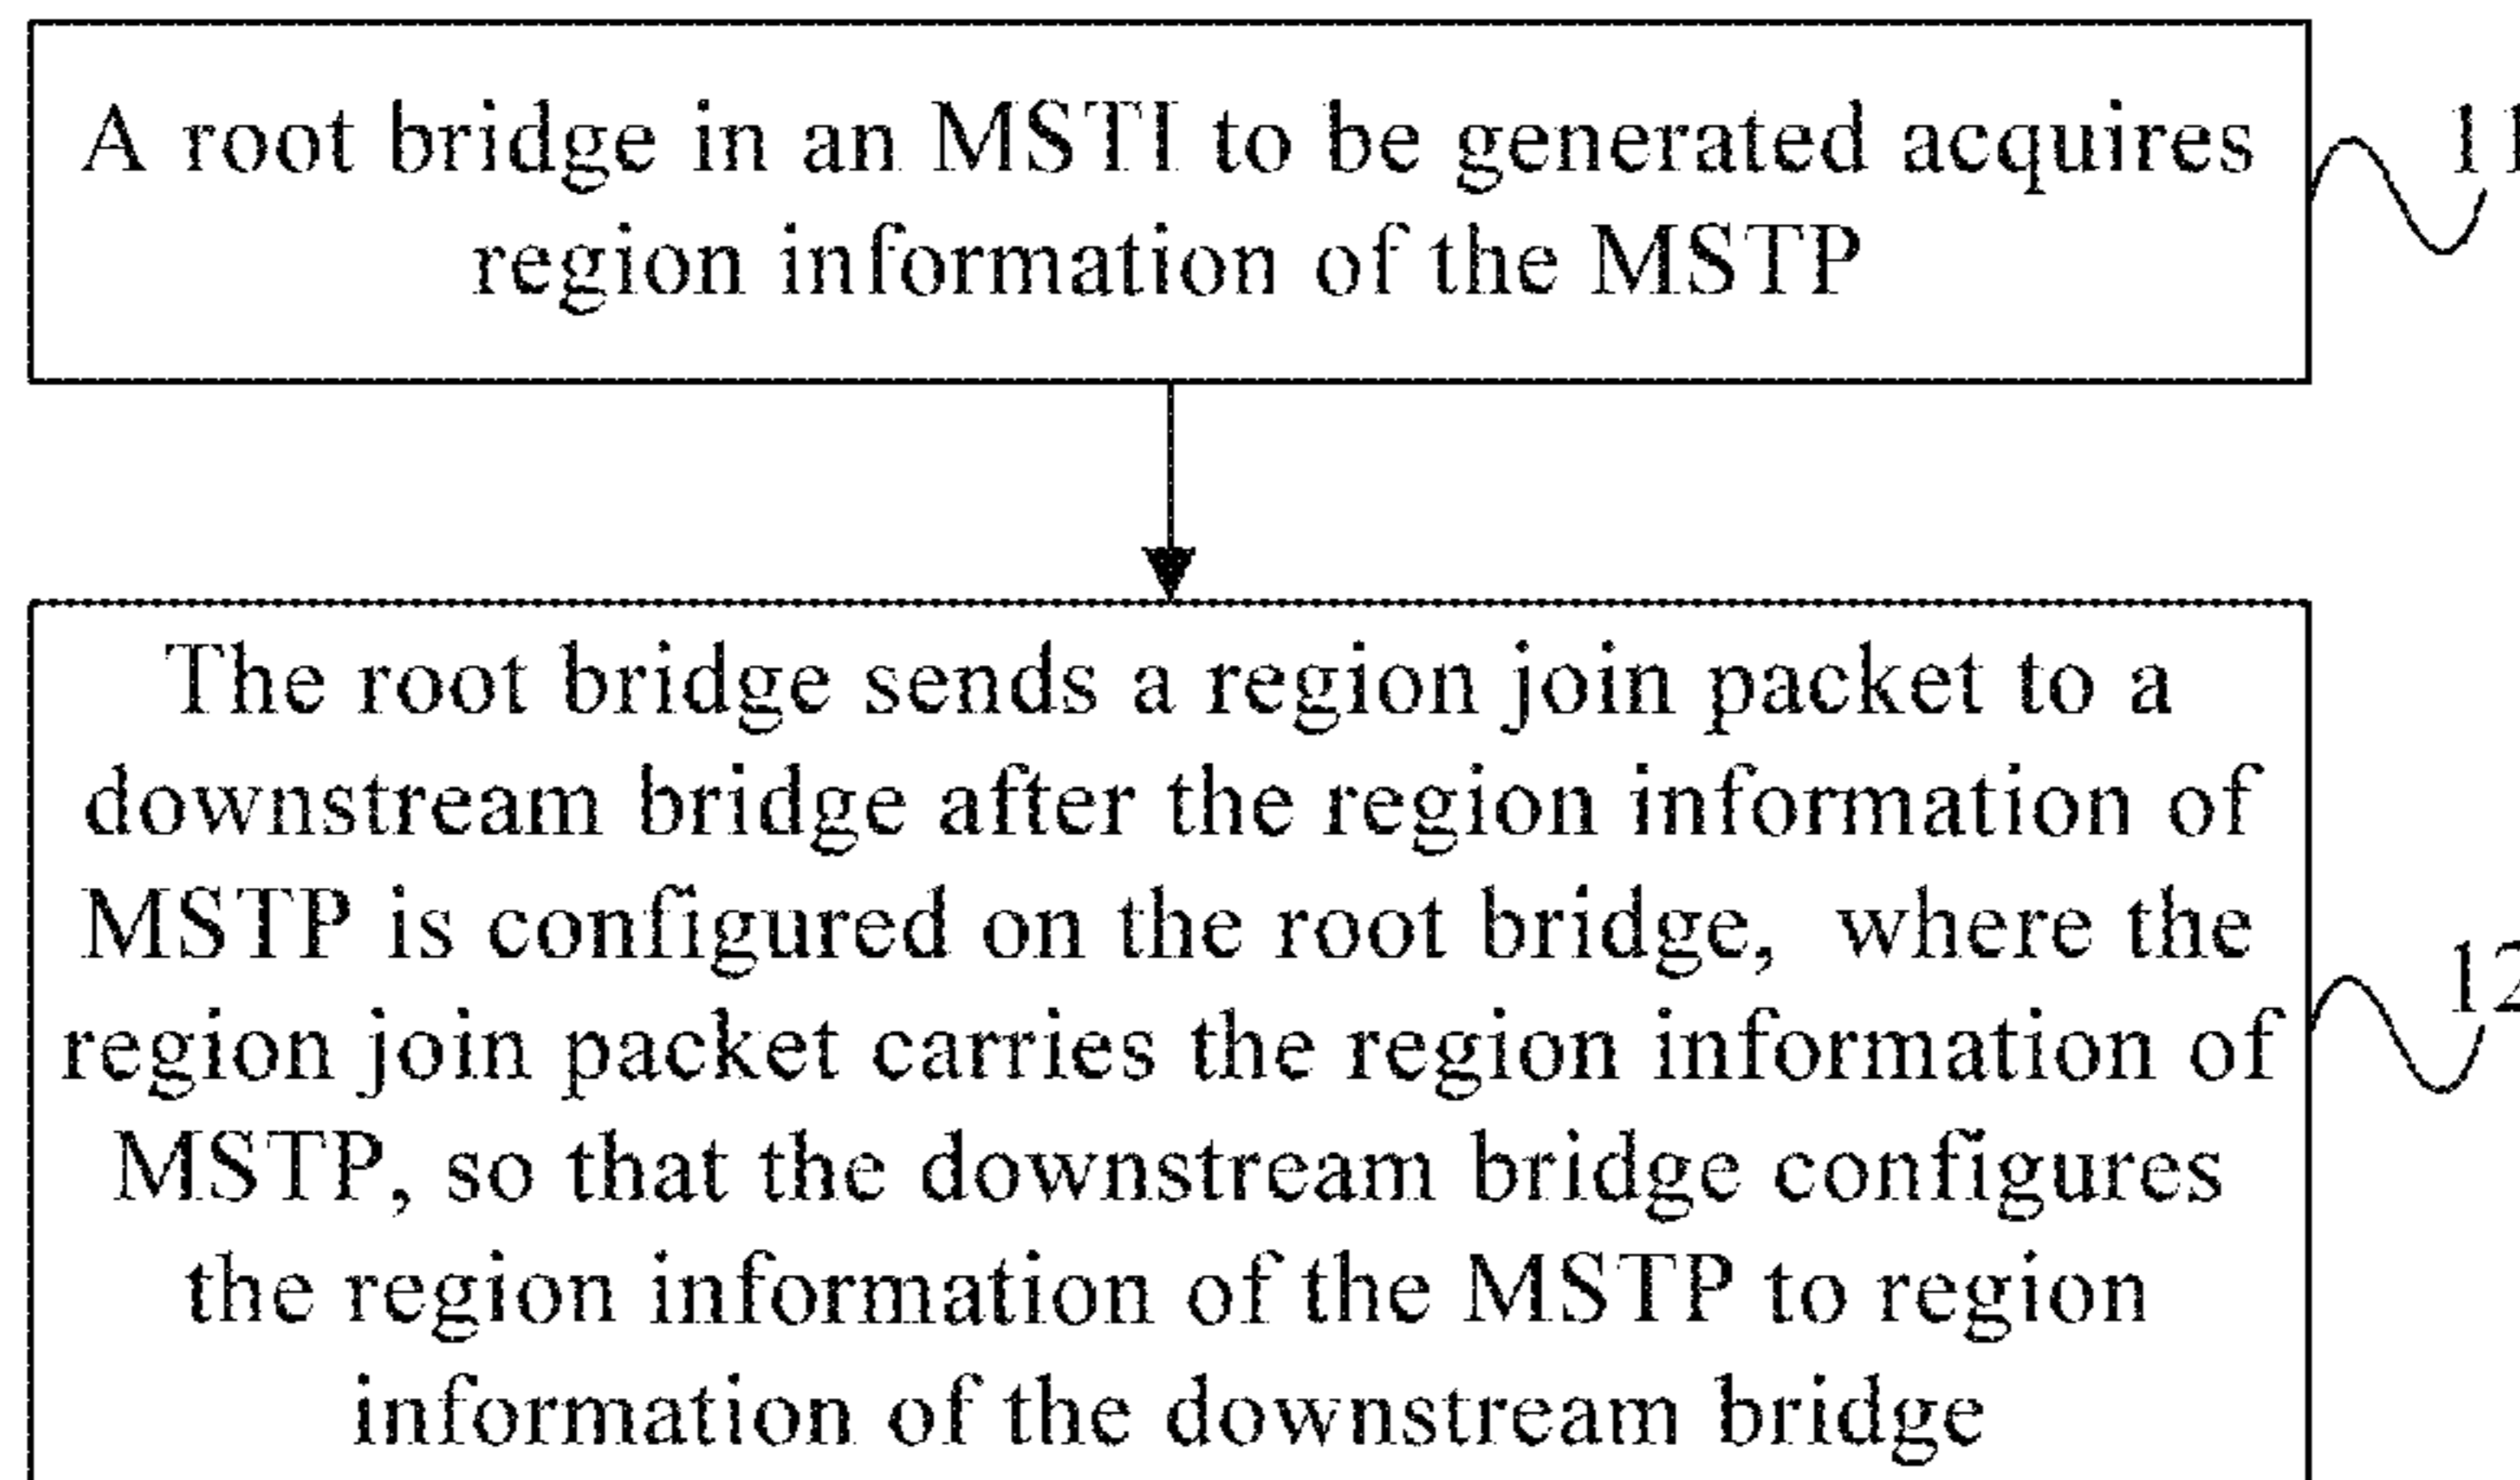 A root bridge in an MSTI to be generated acquires
region information of the MSTP
11
The root bridge sends a region join packet to a
downstream bridge after the region information of
MSTP is configured on the root bridge, where the
region join packet carries the region information of
MSTP, so that the downstream bridge configures
the region information of the MSTP to region
information of the downstream bridge
12